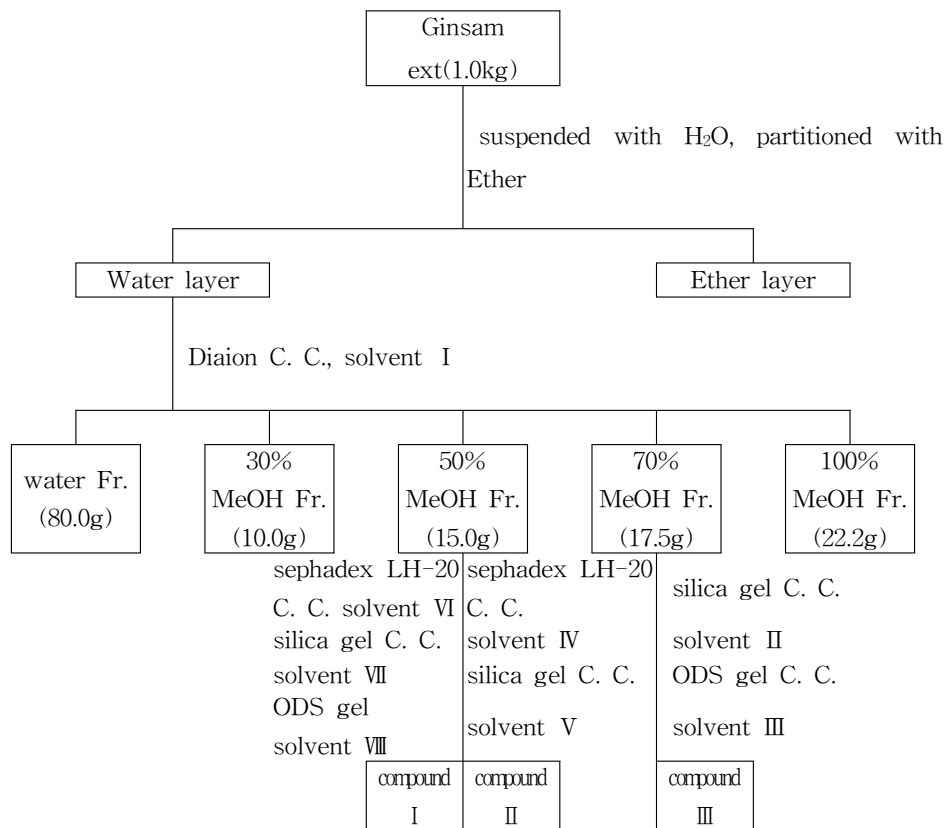 Ginsam
ext(1.0kg)
suspended with H₂O, partitioned with
Ether
Water layer
Ether layer
Diaion C. C., solvent Ⅰ
water Fr.
(80.0g)
30%
MeOH Fr.
(10.0g)
50%
MeOH Fr.
(15.0g)
70%
MeOH Fr.
(17.5g)
100%
MeOH Fr.
(22.2g)
sephadex LH-20
C. C. solvent Ⅵ
silica gel C. C.
solvent Ⅶ
ODS gel
solvent Ⅷ
sephadex LH-20
C. C.
solvent Ⅳ
silica gel C. C.
solvent Ⅴ
silica gel C. C.
solvent Ⅱ
ODS gel C. C.
solvent Ⅲ
compound
Ⅰ
compound
Ⅱ
compound
Ⅲ